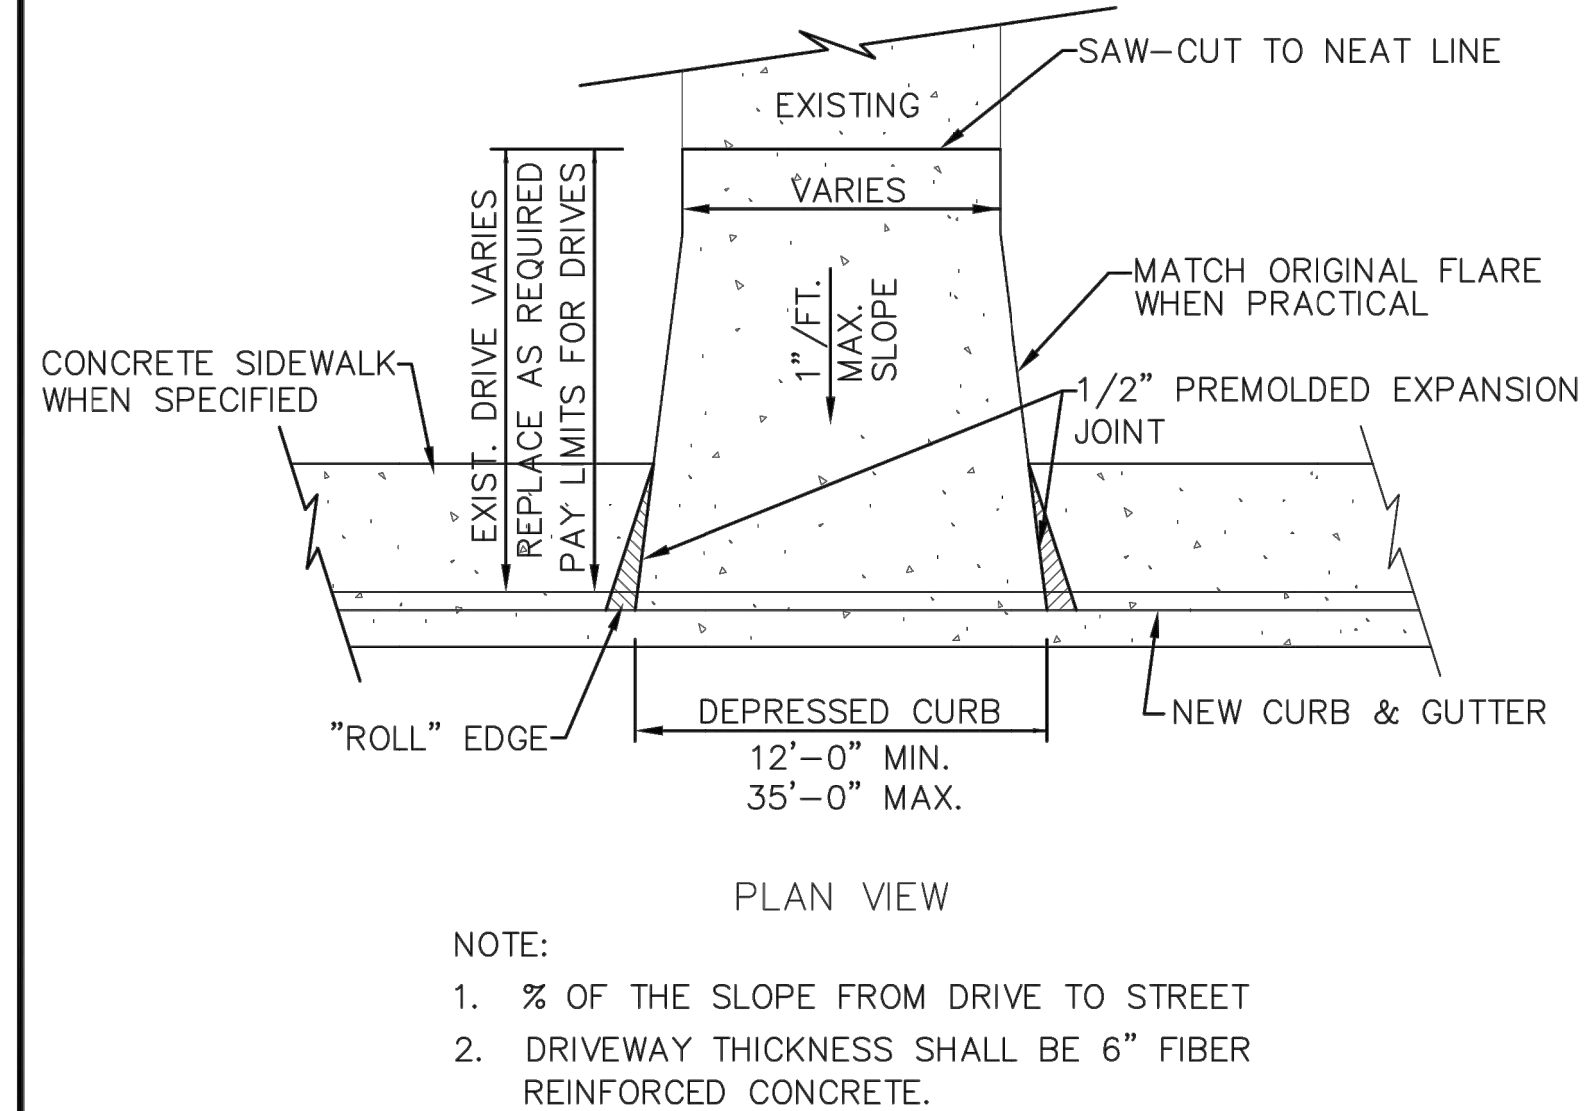 SAW-CUT TO NEAT LINE
EXISTING
VARIES
EXIST. DRIVE VARIES
REPLACE AS REQUIRED
PAY LIMITS FOR DRIVES
1" /FT.
MAX.
SLOPE
MATCH ORIGINAL FLARE
WHEN PRACTICAL
CONCRETE SIDEWALK
WHEN SPECIFIED
1/2" PREMOLDED EXPANSION
JOINT
"ROLL" EDGE
DEPRESSED CURB
12'-0" MIN.
35'-0" MAX.
NEW CURB & GUTTER
PLAN VIEW
NOTE:
1. % OF THE SLOPE FROM DRIVE TO STREET
2. DRIVEWAY THICKNESS SHALL BE 6" FIBER
REINFORCED CONCRETE.